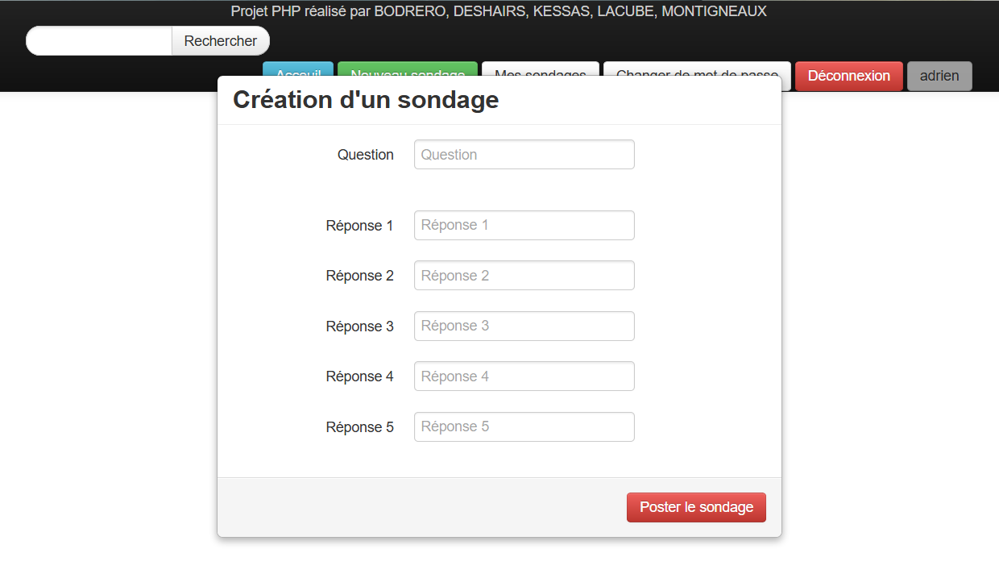 Projet PHP réalisé par BODRERO, DESHAIRS, KESSAS, LACUBE, MONTIGNEAUX
Rechercher
Acceuil Nouveau sondage Mes sondages Changer de mot de passe Déconnexion adrien
Création d'un sondage
Question Question
Réponse 1 Réponse 1
Réponse 2 Réponse 2
Réponse 3 Réponse 3
Réponse 4 Réponse 4
Réponse 5 Réponse 5
Poster le sondage